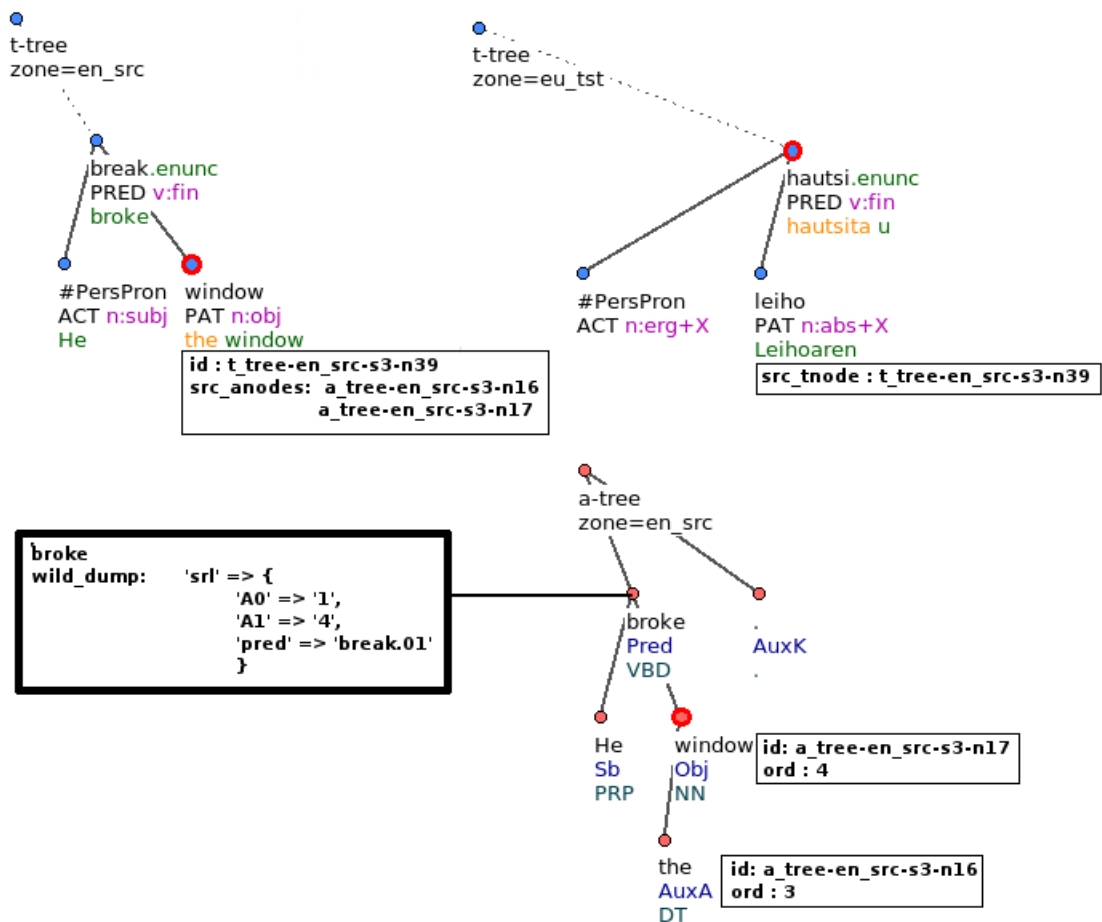 t-tree
zone=en_src
break.enunc
PRED v:fin
broke
#PersPron
ACT n:subj
He
window
PAT n:obj
the window
id : t_tree-en_src-s3-n39
src_anodes: a_tree-en_src-s3-n16
a_tree-en_src-s3-n17
t-tree
zone=eu_tst
hautsi.enunc
PRED v:fin
hautsita u
#PersPron
ACT n:erg+X
leiho
PAT n:abs+X
Leihoaren
src_tnode : t_tree-en_src-s3-n39
a-tree
zone=en_src
broke
wild_dump: 'srl' => {
'A0' => '1',
'A1' => '4',
'pred' => 'break.01'
}
broke
Pred
VBD
.
AuxK
.
He
Sb
PRP
window
Obj
NN
id: a_tree-en_src-s3-n17
ord : 4
the
AuxA
DT
id: a_tree-en_src-s3-n16
ord : 3